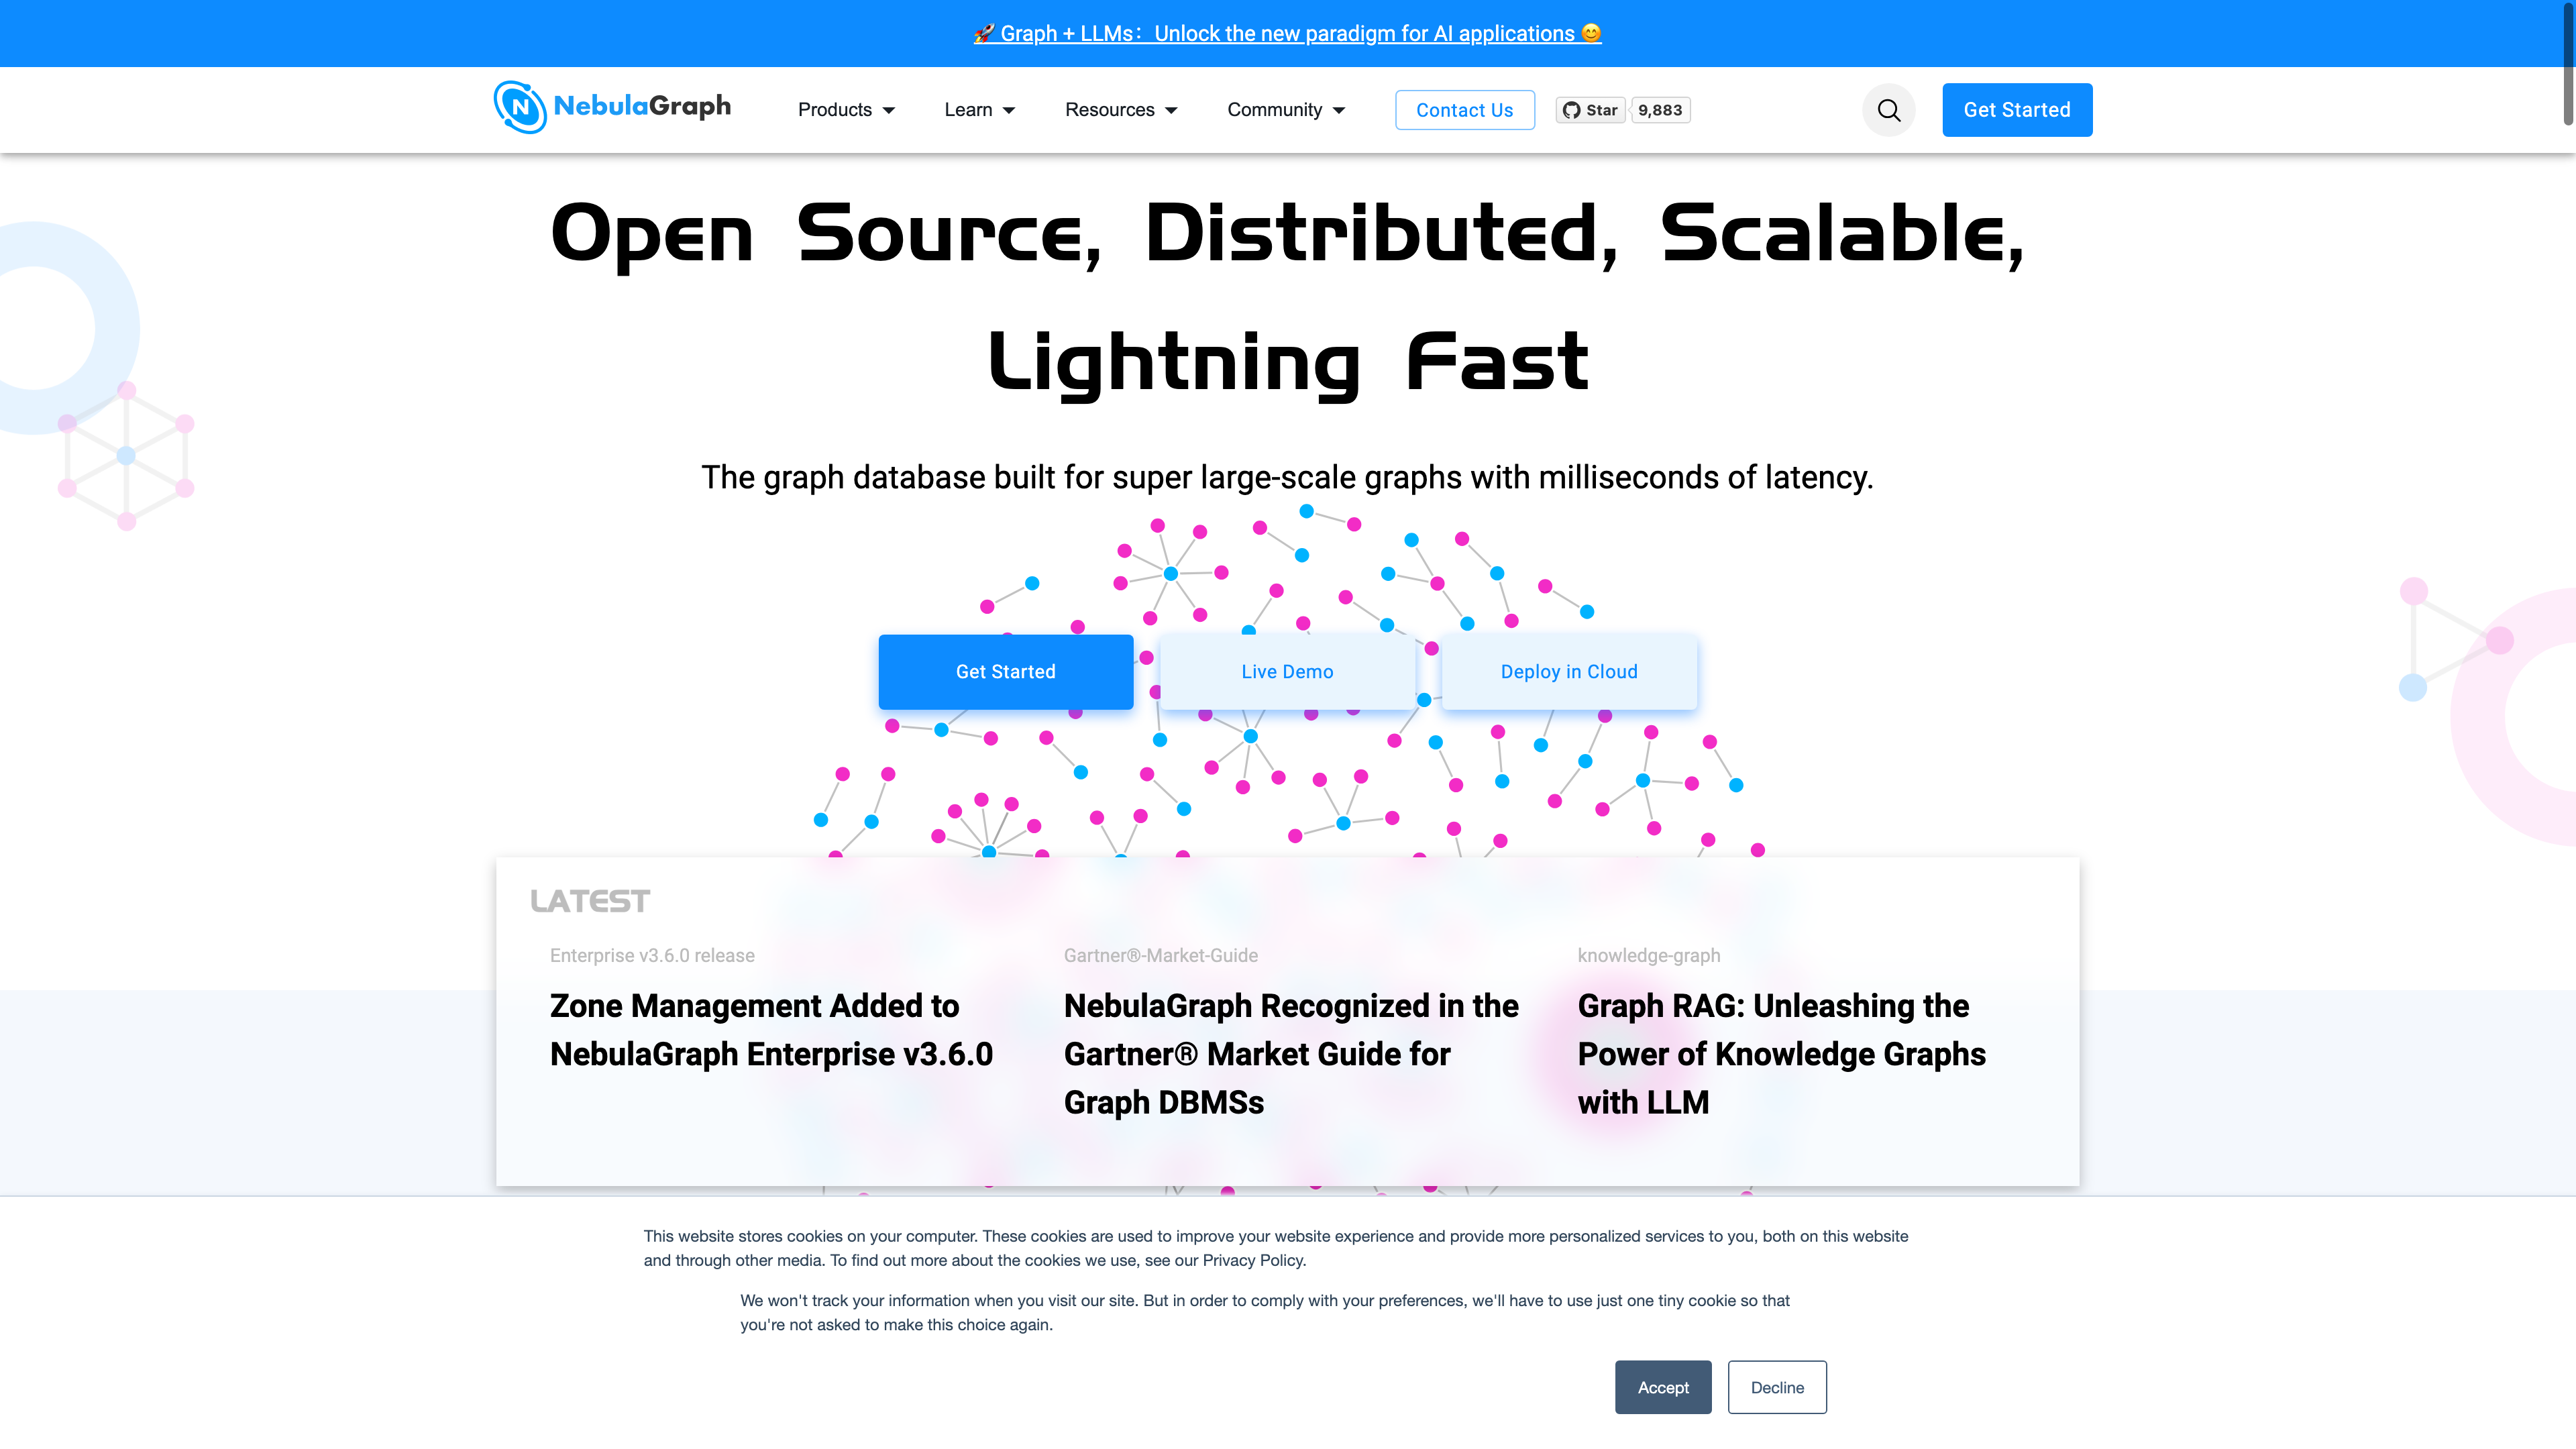 🚀 Graph + LLMs：Unlock the new paradigm for AI applications 😊
N NebulaGraph Products Learn Resources Community Contact Us Star 9,883 Get Started
Open Source, Distributed, Scalable,
Lightning Fast
The graph database built for super large-scale graphs with milliseconds of latency.
Get Started Live Demo Deploy in Cloud
LATEST
Enterprise v3.6.0 release
Zone Management Added to
NebulaGraph Enterprise v3.6.0
Gartner®-Market-Guide
NebulaGraph Recognized in the
Gartner® Market Guide for
Graph DBMSs
knowledge-graph
Graph RAG: Unleashing the
Power of Knowledge Graphs
with LLM
This website stores cookies on your computer. These cookies are used to improve your website experience and provide more personalized services to you, both on this website
and through other media. To find out more about the cookies we use, see our Privacy Policy.
We won't track your information when you visit our site. But in order to comply with your preferences, we'll have to use just one tiny cookie so that
you're not asked to make this choice again.
Accept Decline